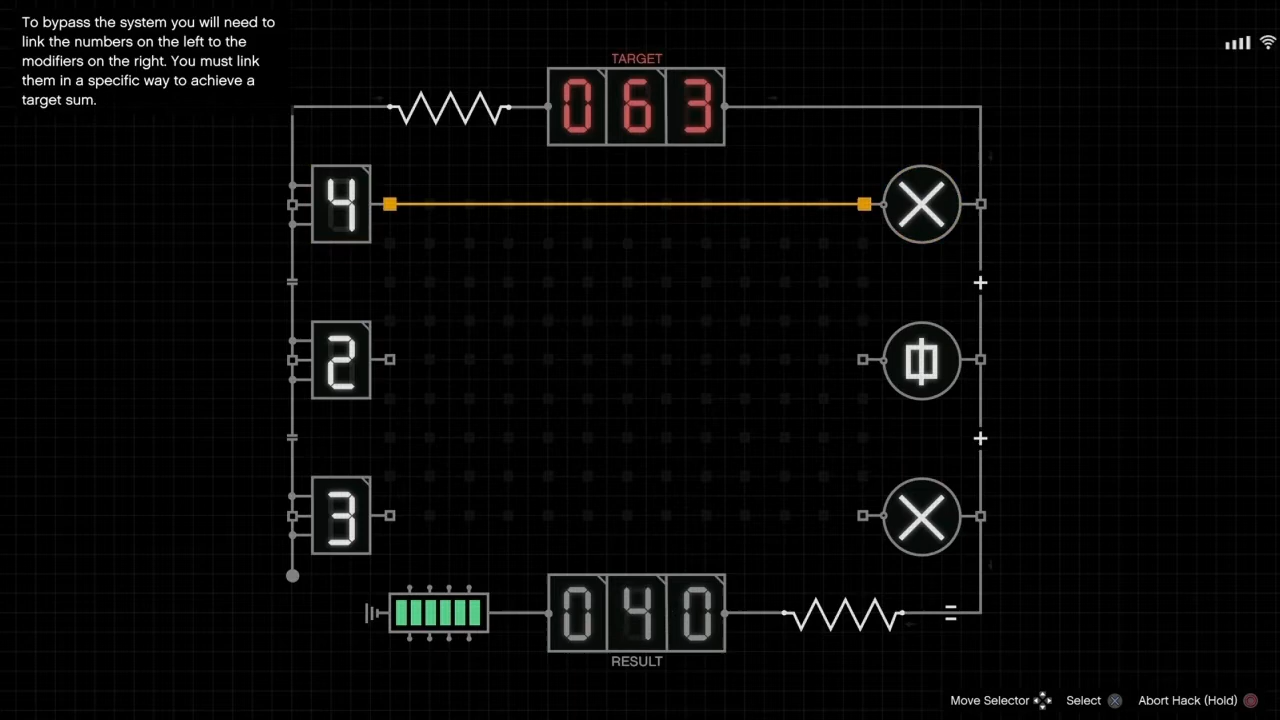 To bypass the system you will need to
link the numbers on the left to the
modifiers on the right. You must link
them in a specific way to achieve a
target sum.
TARGET
063
4
2
+
中
+
3
=
040
RESULT
Move Selector Select Abort Hack (Hold)